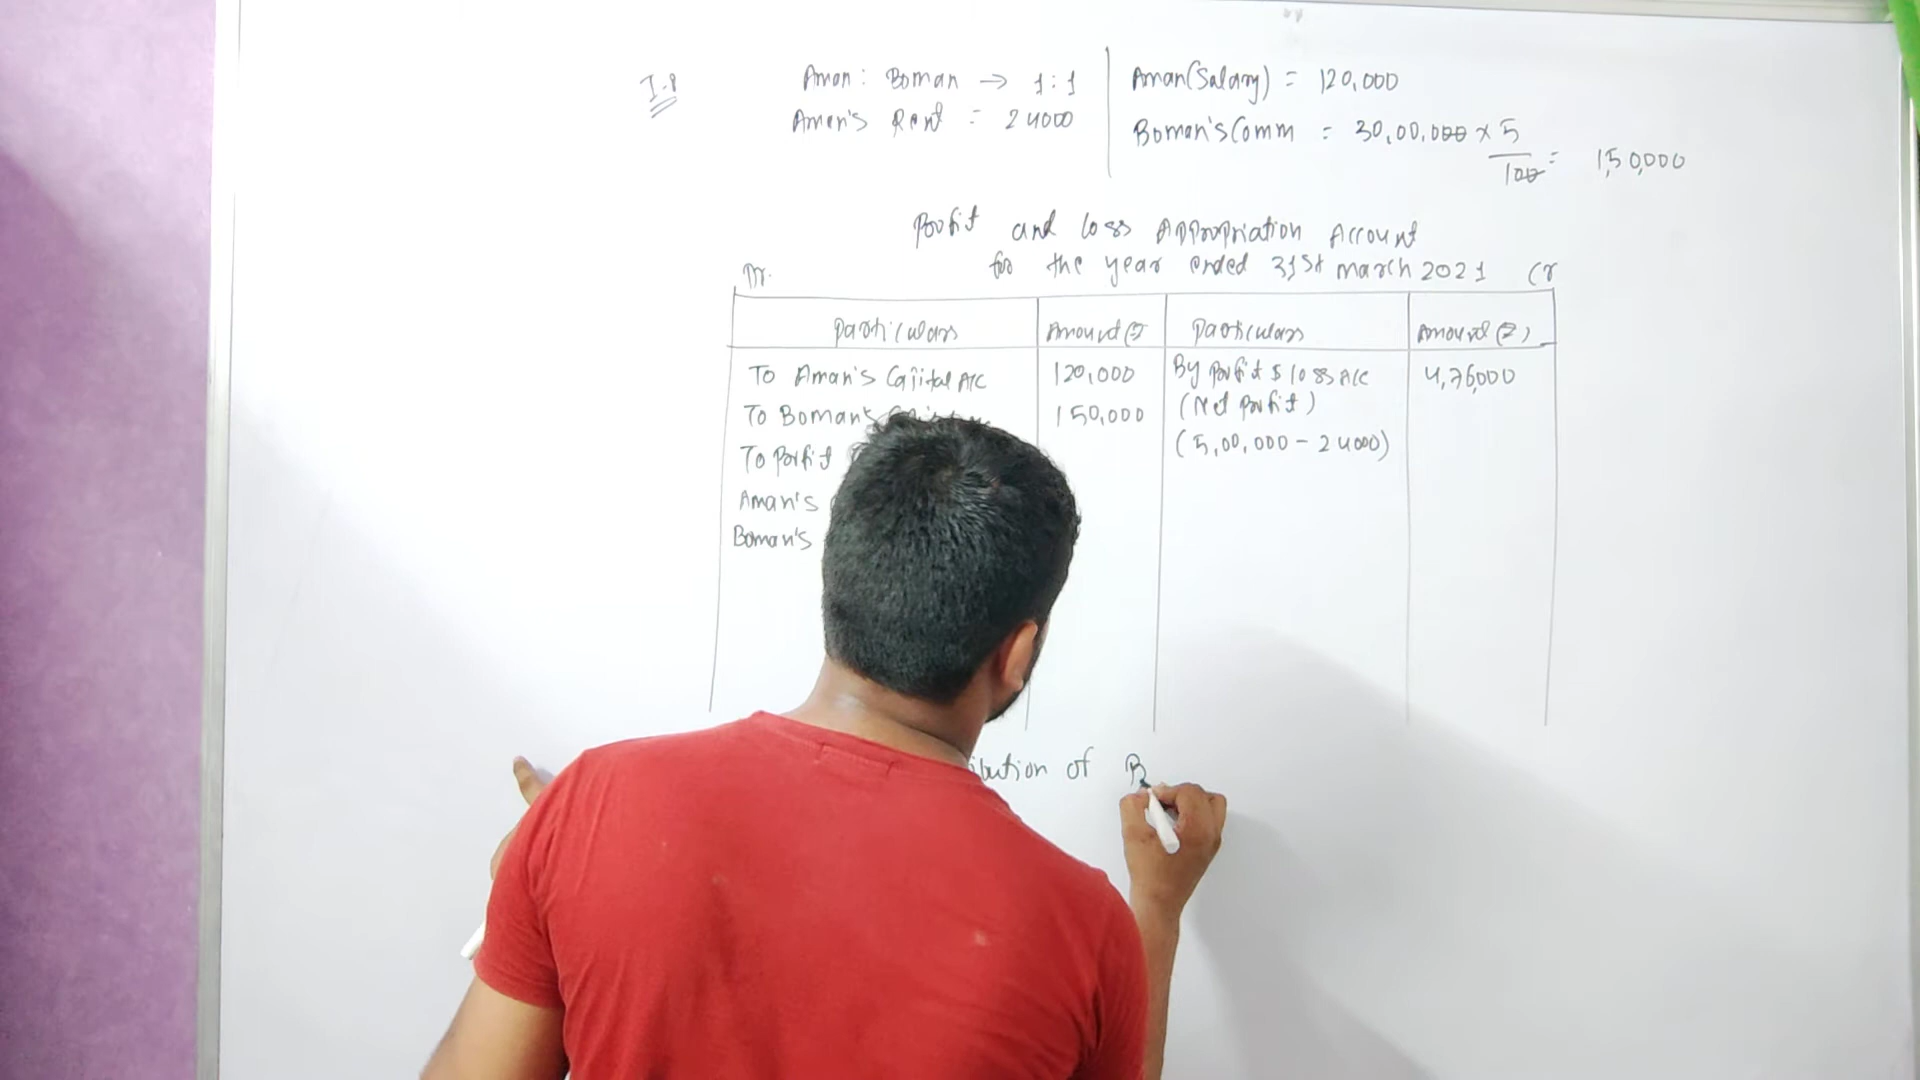 I.8
Aman : Boman → 1:1
Aman's Rent = 24000
Aman(Salary) = 120,000
Boman'sComm = 30,00,000 x 5
100 = 1,50,000
Profit and loss Appropriation Account
for the year ended 31st march 2021
Dr. Cr
Particulars Amount(₹ Particulars Amount(₹)
To Aman's Capital A/c 120,000 By Profit & loss A/c 4,76,000
To Boman's 150,000 (Net Profit)
To Profit (5,00,000 - 24000)
Aman's
Boman's
ibution of B